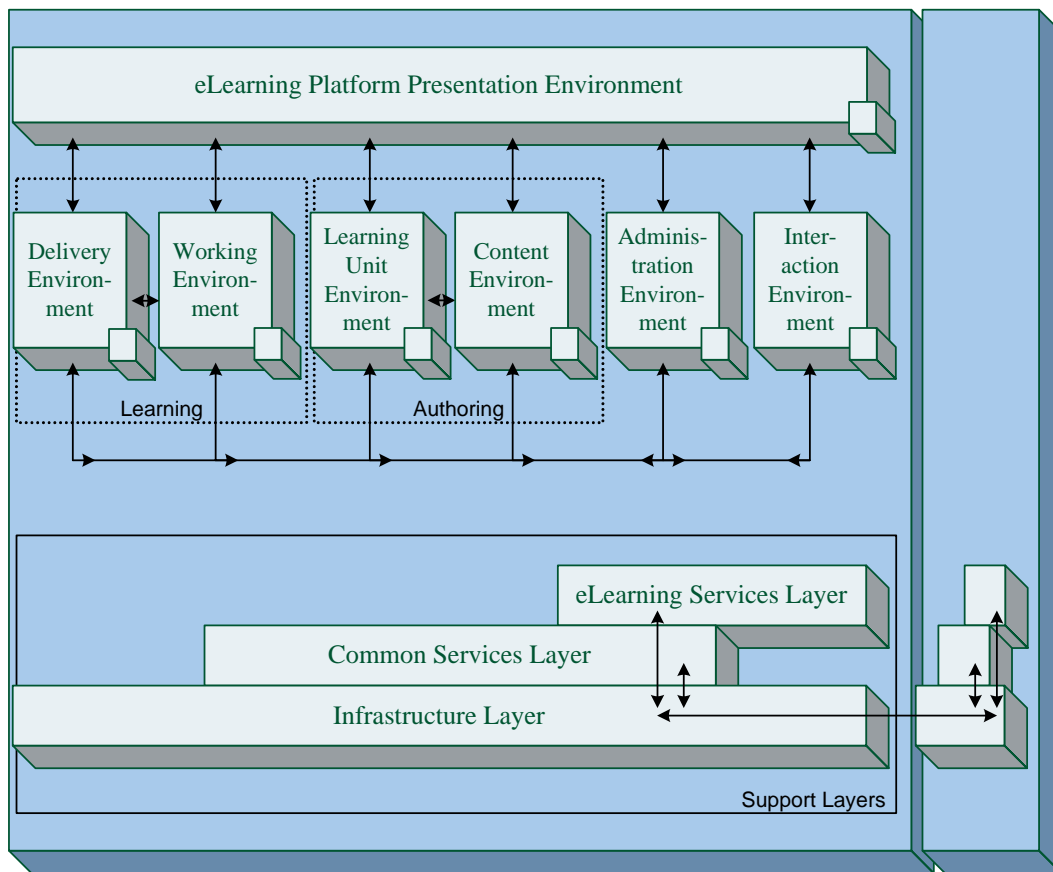 eLearning Platform Presentation Environment
Delivery
Environ-
ment
Working
Environ-
ment
Learning
Unit
Environ-
ment
Content
Environ-
ment
Adminis-
tration
Environ-
ment
Inter-
action
Environ-
ment
Learning
Authoring
eLearning Services Layer
Common Services Layer
Infrastructure Layer
Support Layers